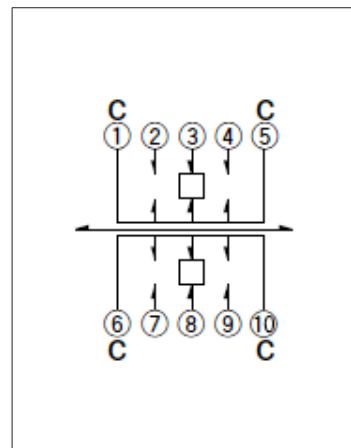 C C
① ② ③ ④ ⑤
⑥ ⑦ ⑧ ⑨ ⑩
C C